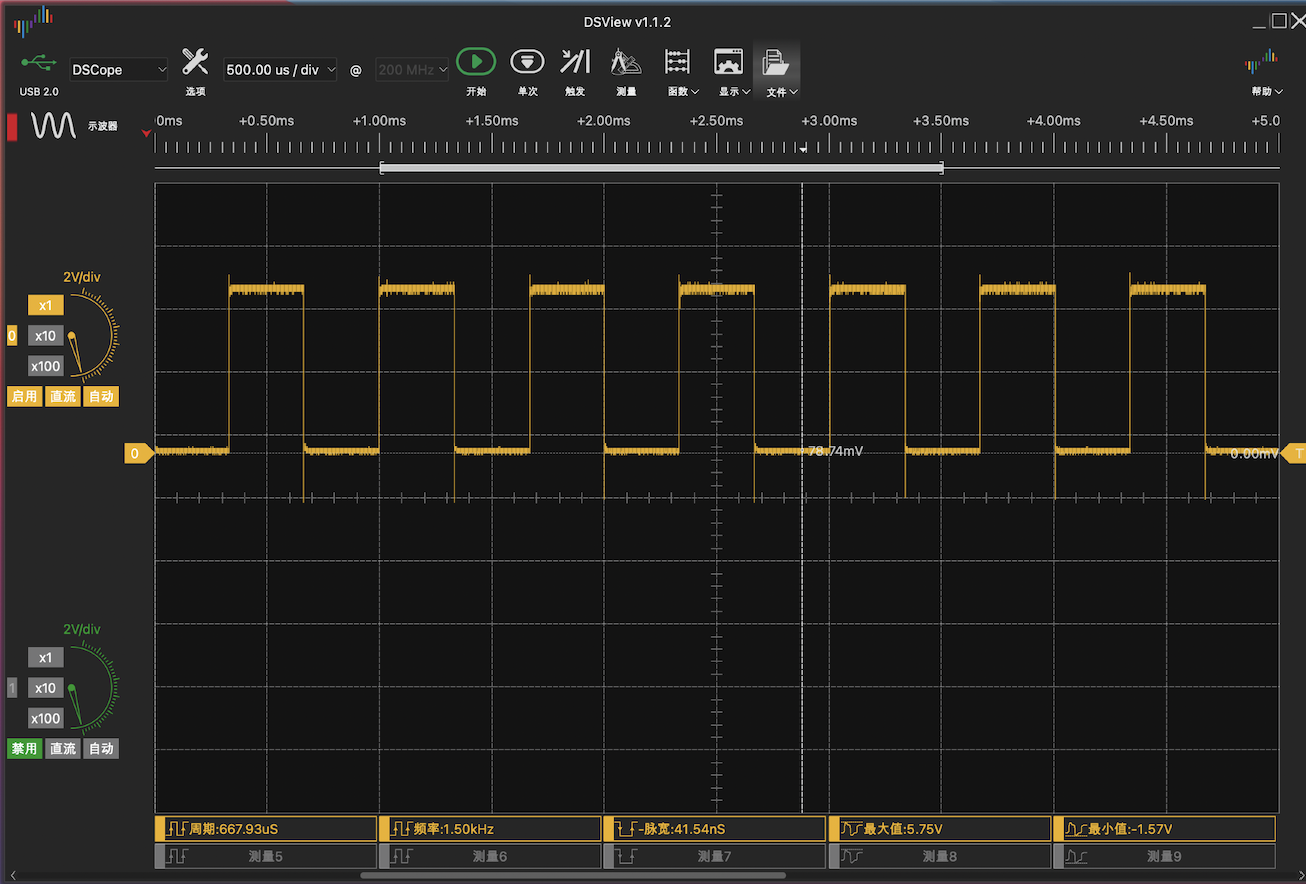 DSView v1.1.2
DSCope 500.00 us / div @ 200 MHz
USB 2.0 选项 开始 单次 触发 测量 函数 显示 文件 帮助
示波器
0ms +0.50ms +1.00ms +1.50ms +2.00ms +2.50ms +3.00ms +3.50ms +4.00ms +4.50ms +5.0
2V/div
x1
0 x10
x100
启用 直流 自动
0 78.74mV 0.00mV T
2V/div
x1
1 x10
x100
禁用 直流 自动
周期:667.93uS 频率:1.50kHz -脉宽:41.54nS 最大值:5.75V 最小值:-1.57V
测量5 测量6 测量7 测量8 测量9